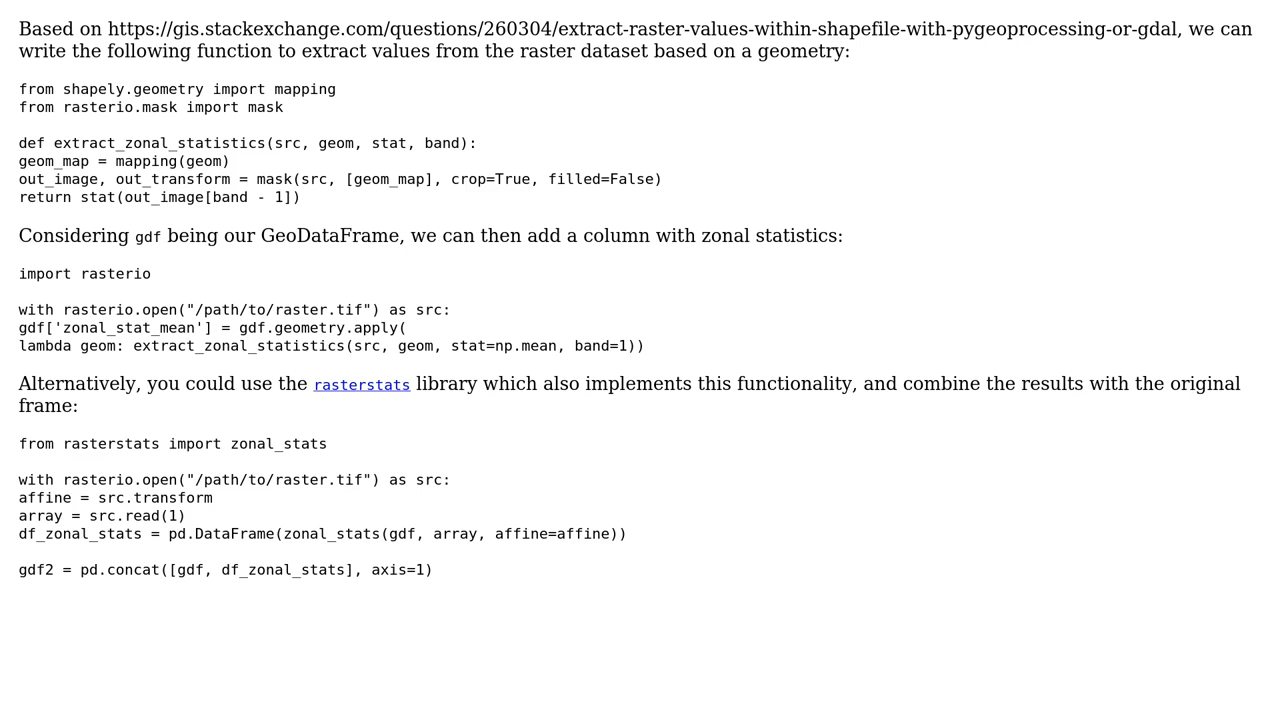 Based on https://gis.stackexchange.com/questions/260304/extract-raster-values-within-shapefile-with-pygeoprocessing-or-gdal, we can
write the following function to extract values from the raster dataset based on a geometry:
from shapely.geometry import mapping
from rasterio.mask import mask
def extract_zonal_statistics(src, geom, stat, band):
geom_map = mapping(geom)
out_image, out_transform = mask(src, [geom_map], crop=True, filled=False)
return stat(out_image[band - 1])
Considering gdf being our GeoDataFrame, we can then add a column with zonal statistics:
import rasterio
with rasterio.open("/path/to/raster.tif") as src:
gdf['zonal_stat_mean'] = gdf.geometry.apply(
lambda geom: extract_zonal_statistics(src, geom, stat=np.mean, band=1))
Alternatively, you could use the rasterstats library which also implements this functionality, and combine the results with the original
frame:
from rasterstats import zonal_stats
with rasterio.open("/path/to/raster.tif") as src:
affine = src.transform
array = src.read(1)
df_zonal_stats = pd.DataFrame(zonal_stats(gdf, array, affine=affine))
gdf2 = pd.concat([gdf, df_zonal_stats], axis=1)